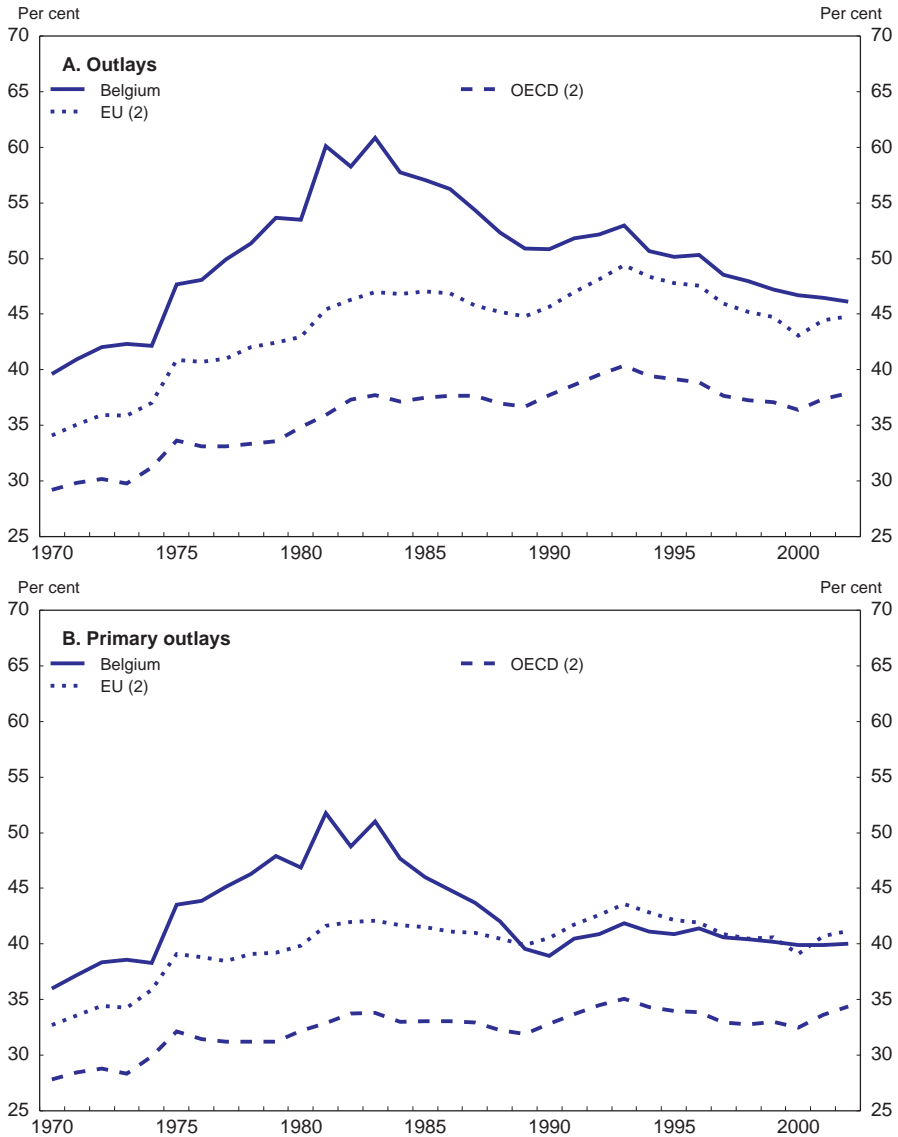 Per cent Per cent
70 70
A. Outlays
65 65
Belgium OECD (2)
EU (2)
60 60
55 55
50 50
45 45
40 40
35 35
30 30
25 25
1970 1975 1980 1985 1990 1995 2000
Per cent Per cent
70 70
B. Primary outlays
65 65
Belgium OECD (2)
EU (2)
60 60
55 55
50 50
45 45
40 40
35 35
30 30
25 25
1970 1975 1980 1985 1990 1995 2000